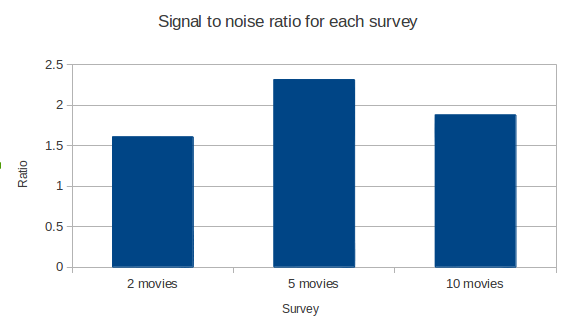 Signal to noise ratio for each survey
2.5
2
1.5
1
0.5
0
Ratio
2 movies
5 movies
10 movies
Survey